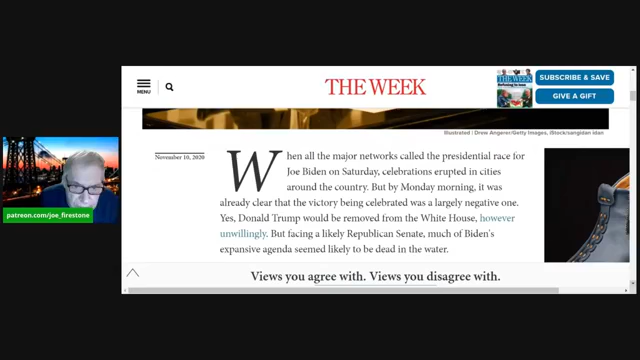 MENU
THE WEEK
THE WEEK
SUBSCRIBE & SAVE
GIVE A GIFT
Illustrated | Drew Angerer/Getty Images, iStock/sangidan idan
November 10, 2020
When all the major networks called the presidential race for
Joe Biden on Saturday, celebrations erupted in cities
around the country. But by Monday morning, it was
already clear that the victory being celebrated was a largely negative one.
Yes, Donald Trump would be removed from the White House, however
unwillingly. But facing a likely Republican Senate, much of Biden's
expansive agenda seemed likely to be dead in the water.
Views you agree with. Views you disagree with.
patreon.com/joe_firestone